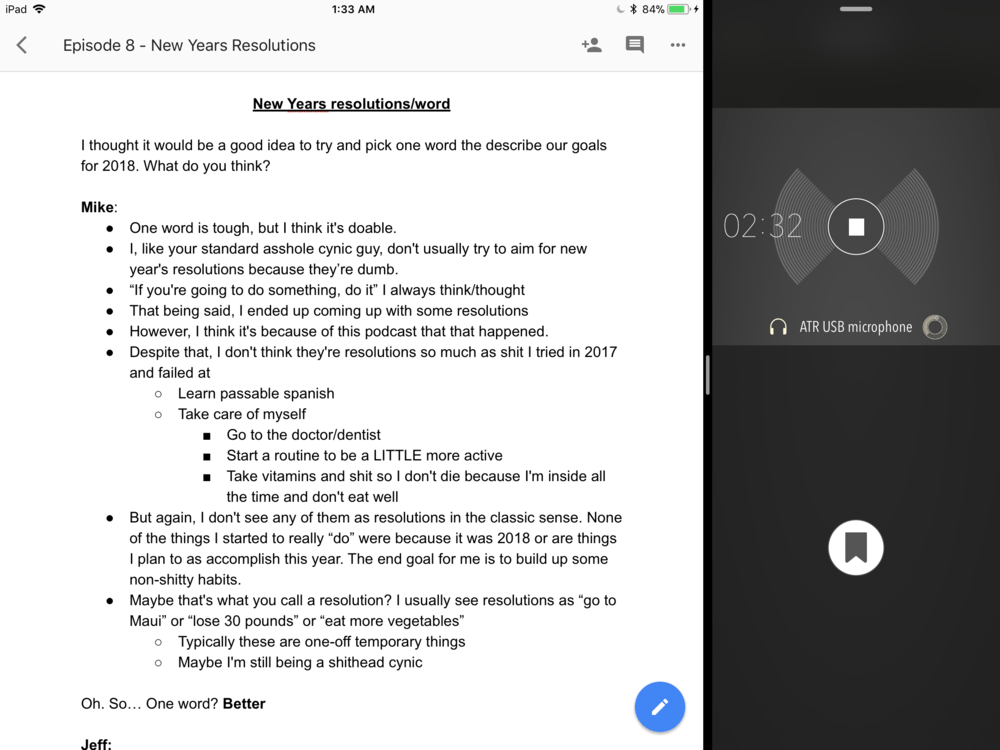 iPad 1:33 AM 84%
Episode 8 - New Years Resolutions
New Years resolutions/word
I thought it would be a good idea to try and pick one word the describe our goals
for 2018. What do you think?
Mike:
● One word is tough, but I think it's doable.
● I, like your standard asshole cynic guy, don't usually try to aim for new
year's resolutions because they’re dumb.
● “If you're going to do something, do it” I always think/thought
● That being said, I ended up coming up with some resolutions
● However, I think it's because of this podcast that that happened.
● Despite that, I don't think they're resolutions so much as shit I tried in 2017
and failed at
○ Learn passable spanish
○ Take care of myself
■ Go to the doctor/dentist
■ Start a routine to be a LITTLE more active
■ Take vitamins and shit so I don't die because I'm inside all
the time and don't eat well
● But again, I don't see any of them as resolutions in the classic sense. None
of the things I started to really “do” were because it was 2018 or are things
I plan to as accomplish this year. The end goal for me is to build up some
non-shitty habits.
● Maybe that's what you call a resolution? I usually see resolutions as “go to
Maui” or “lose 30 pounds” or “eat more vegetables”
○ Typically these are one-off temporary things
○ Maybe I'm still being a shithead cynic
Oh. So… One word? Better
Jeff:
02:32
ATR USB microphone